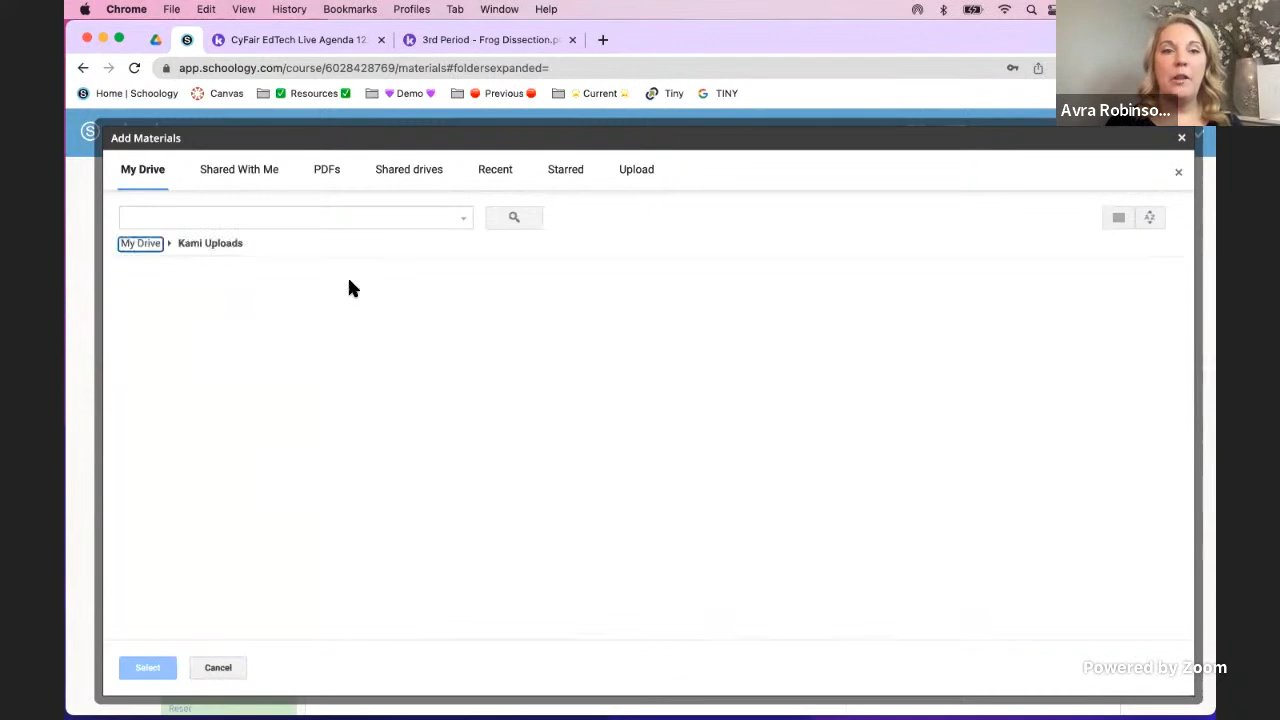 Chrome File Edit View History Bookmarks Profiles Tab Window Help
CyFair EdTech Live Agenda 12 3rd Period - Frog Dissection.p
app.schoology.com/course/6028428769/materials#foldersexpanded=
Home | Schoology Canvas Resources Demo Previous Current Tiny TINY
Avra Robinso...
Add Materials
My Drive Shared With Me PDFs Shared drives Recent Starred Upload
My Drive Kami Uploads
Select Cancel
Powered by Zoom